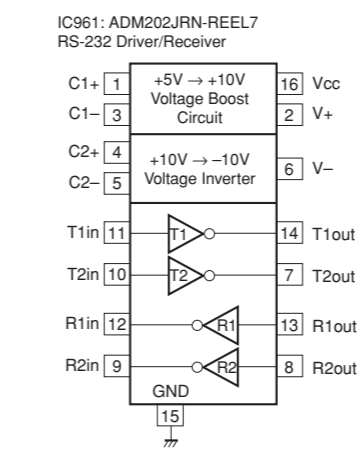 IC961: ADM202JRN-REEL7
RS-232 Driver/Receiver
C1+ 1 +5V → +10V 16 Vcc
Voltage Boost
C1– 3 Circuit 2 V+
C2+ 4
+10V → –10V 6 V–
C2– 5 Voltage Inverter
T1in 11 T1 14 T1out
T2in 10 T2 7 T2out
R1in 12 R1 13 R1out
R2in 9 R2 8 R2out
GND
15